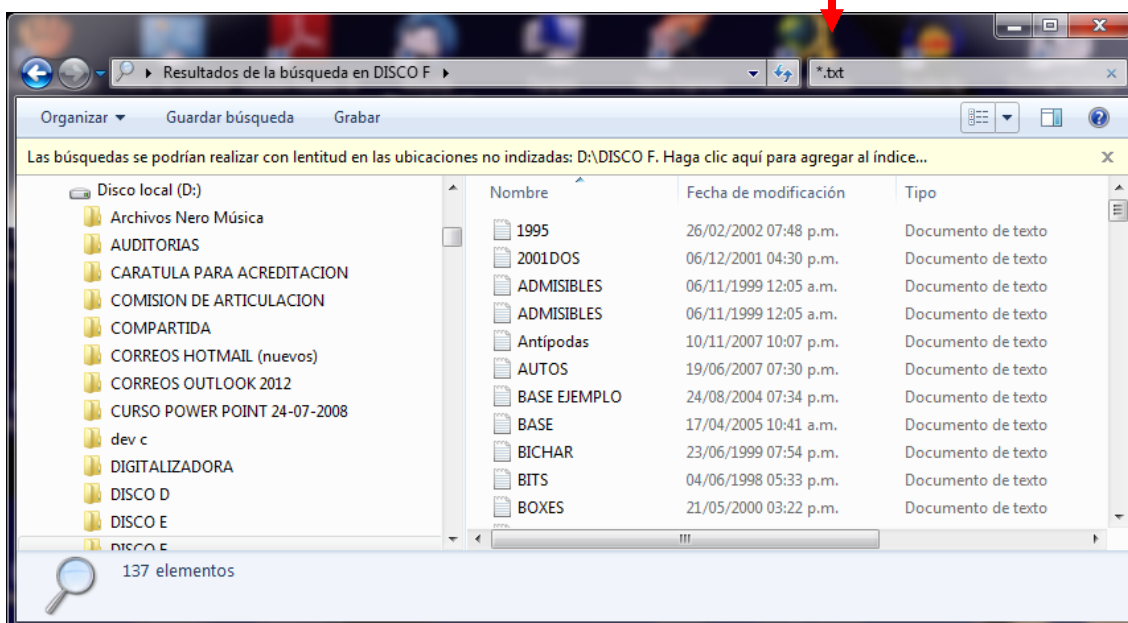 Resultados de la búsqueda en DISCO F
*.txt
Organizar Guardar búsqueda Grabar
Las búsquedas se podrían realizar con lentitud en las ubicaciones no indizadas: D:\DISCO F. Haga clic aquí para agregar al índice...
Disco local (D:)
Archivos Nero Música
AUDITORIAS
CARATULA PARA ACREDITACION
COMISION DE ARTICULACION
COMPARTIDA
CORREOS HOTMAIL (nuevos)
CORREOS OUTLOOK 2012
CURSO POWER POINT 24-07-2008
dev c
DIGITALIZADORA
DISCO D
DISCO E
DISCO F
Nombre Fecha de modificación Tipo
1995 26/02/2002 07:48 p.m. Documento de texto
2001DOS 06/12/2001 04:30 p.m. Documento de texto
ADMISIBLES 06/11/1999 12:05 a.m. Documento de texto
ADMISIBLES 06/11/1999 12:05 a.m. Documento de texto
Antípodas 10/11/2007 10:07 p.m. Documento de texto
AUTOS 19/06/2007 07:30 p.m. Documento de texto
BASE EJEMPLO 24/08/2004 07:34 p.m. Documento de texto
BASE 17/04/2005 10:41 a.m. Documento de texto
BICHAR 23/06/1999 07:54 p.m. Documento de texto
BITS 04/06/1998 05:33 p.m. Documento de texto
BOXES 21/05/2000 03:22 p.m. Documento de texto
137 elementos